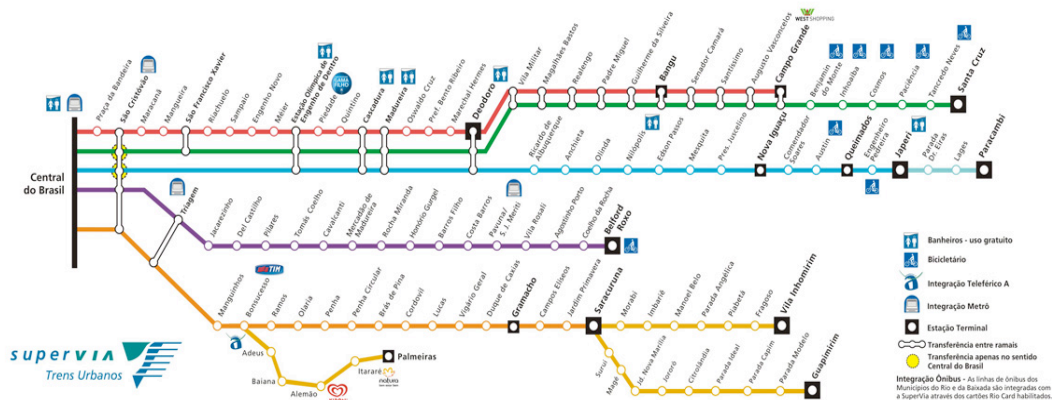 WEST SHOPPING
Praça da Bandeira
São Cristóvão
Maracanã
Mangueira
São Francisco Xavier
Riachuelo
Sampaio
Engenho Novo
Méier
Estação Olímpica de
Engenho de Dentro
Piedade
Quintino
Cascadura
Madureira
Oswaldo Cruz
Pref. Bento Ribeiro
Marechal Hermes
Deodoro
Vila Militar
Magalhães Bastos
Realengo
Padre Miguel
Guilherme da Silveira
Bangu
Senador Camará
Santíssimo
Augusto Vasconcelos
Campo Grande
Benjamin
do Monte
Inhoaíba
Cosmos
Paciência
Tancredo Neves
Santa Cruz
Central
do Brasil
Ricardo de
Albuquerque
Anchieta
Olinda
Nilópolis
Edson Passos
Mesquita
Pres. Juscelino
Nova Iguaçu
Comendador
Soares
Austin
Queimados
Engenheiro
Pedreira
Japeri
Parada
Dr. Eiras
Lages
Paracambi
Triagem
Jacarezinho
Del Castilho
Pilares
Tomás Coelho
Cavalcanti
Mercadão de
Madureira
Rocha Miranda
Honório Gurgel
Barros Filho
Costa Barros
Pavuna/
S. J. Meriti
Vila Rosali
Agostinho Porto
Coelho da Rocha
Belford
Roxo
Manguinhos
Bonsucesso
TIM
Ramos
Olaria
Penha
Penha Circular
Brás de Pina
Cordovil
Lucas
Vigário Geral
Duque de Caxias
Gramacho
Campos Elíseos
Jardim Primavera
Saracuruna
Morabi
Imbariê
Manoel Belo
Parada Angélica
Piabetá
Fragoso
Vila Inhomirim
Suruí
Magé
Jd. Nova Marília
Jororó
Citrolândia
Parada Ideal
Parada Capim
Parada Modelo
Guapimirim
Adeus
Baiana
Alemão
Itararé
natura
Palmeiras
Banheiros - uso gratuito
Bicicletário
Integração Teleférico A
Integração Metrô
Estação Terminal
Transferência entre ramais
Transferência apenas no sentido
Central do Brasil
Integração Ônibus - As linhas de ônibus dos
Municípios do Rio e da Baixada são integradas com
a SuperVia através dos cartões Rio Card habilitados.
superVIA
Trens Urbanos